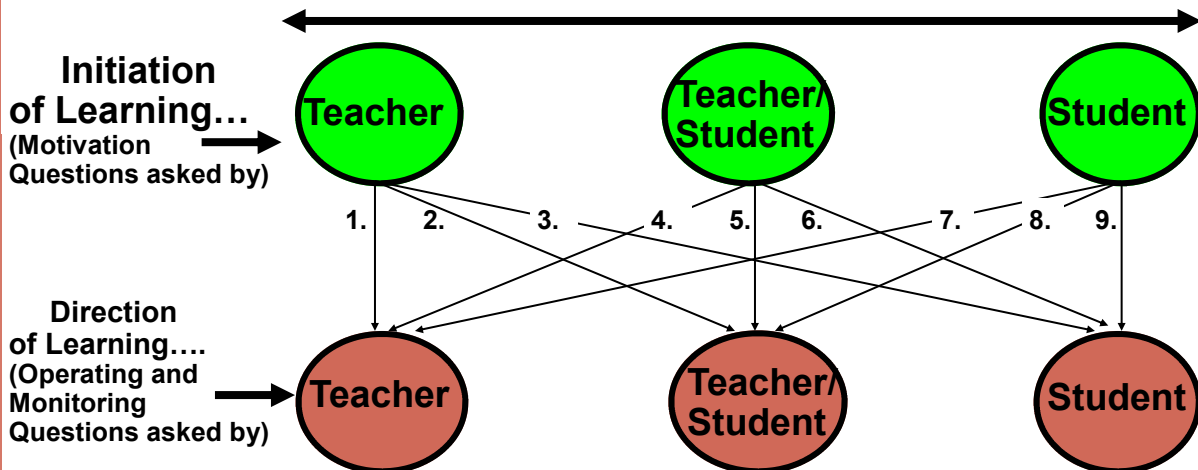 Initiation
of Learning…
(Motivation
Questions asked by)
Teacher
Teacher/
Student
Student
1. 2. 3. 4. 5. 6. 7. 8. 9.
Direction
of Learning….
(Operating and
Monitoring
Questions asked by)
Teacher
Teacher/
Student
Student